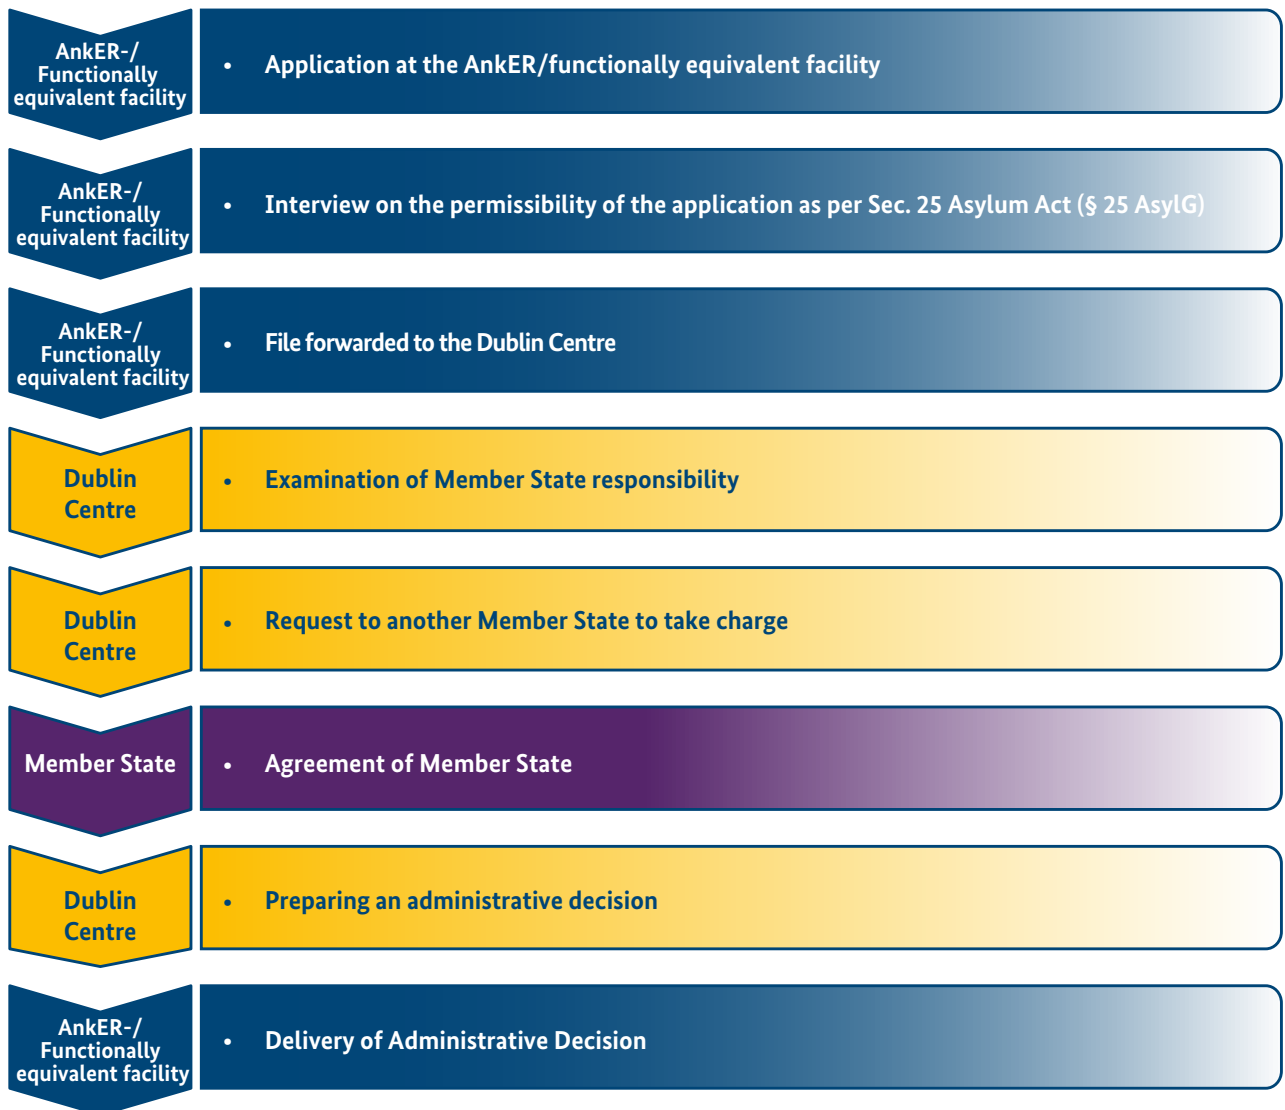 AnkER-/
Functionally
equivalent facility
• Application at the AnkER/functionally equivalent facility
AnkER-/
Functionally
equivalent facility
• Interview on the permissibility of the application as per Sec. 25 Asylum Act (§ 25 AsylG)
AnkER-/
Functionally
equivalent facility
• File forwarded to the Dublin Centre
Dublin
Centre
• Examination of Member State responsibility
Dublin
Centre
• Request to another Member State to take charge
Member State
• Agreement of Member State
Dublin
Centre
• Preparing an administrative decision
AnkER-/
Functionally
equivalent facility
• Delivery of Administrative Decision